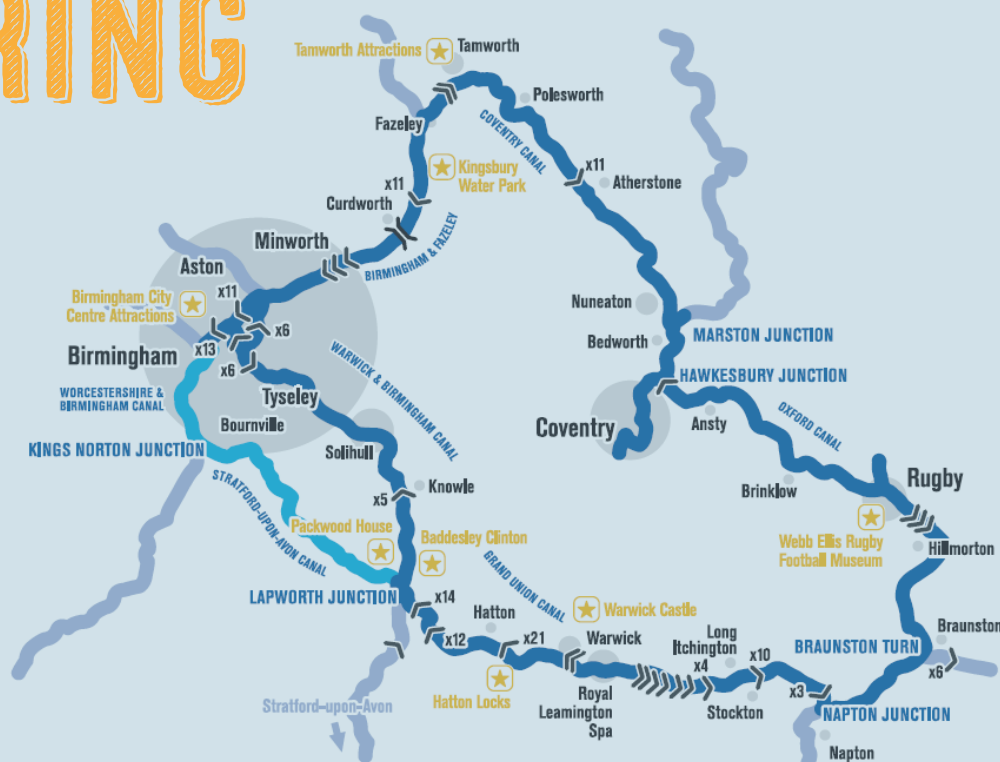 RING
Tamworth Attractions
Tamworth
Polesworth
Fazeley
COVENTRY CANAL
Kingsbury
Water Park
x11
x11
Atherstone
Curdworth
BIRMINGHAM & FAZELEY
Minworth
Aston
x11
Birmingham City
Centre Attractions
x6
x13
x6
Birmingham
Nuneaton
Bedworth
MARSTON JUNCTION
HAWKESBURY JUNCTION
WARWICK & BIRMINGHAM CANAL
WORCESTERSHIRE &
BIRMINGHAM CANAL
Tyseley
Bournville
KINGS NORTON JUNCTION
Solihull
Coventry
Ansty
OXFORD CANAL
Brinklow
Rugby
x5
Knowle
STRATFORD-UPON-AVON CANAL
Packwood House
Baddesley Clinton
Webb Ellis Rugby
Football Museum
Hillmorton
GRAND UNION CANAL
LAPWORTH JUNCTION
x14
Hatton
Warwick Castle
x12
x21
Warwick
Long
Itchington
x4
x10
BRAUNSTON TURN
Braunston
x6
Hatton Locks
Royal
Leamington
Spa
Stockton
x3
NAPTON JUNCTION
Stratford-upon-Avon
Napton